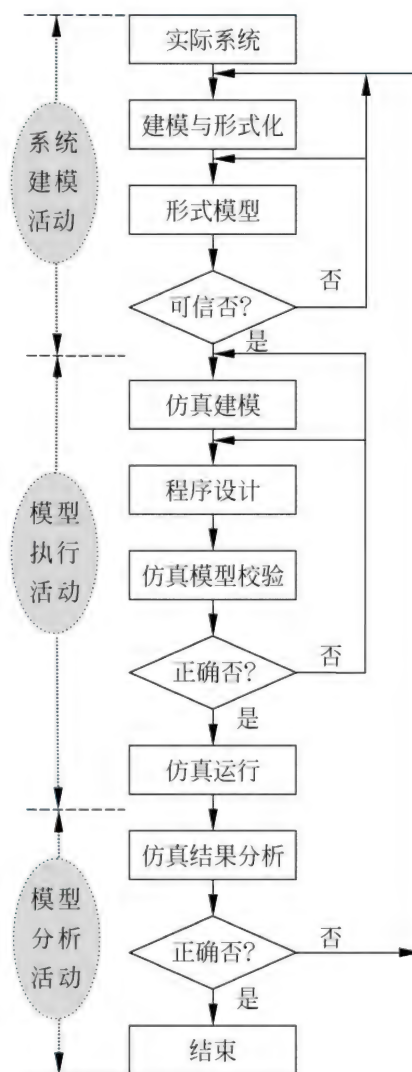 实际系统
系统
建模
活动
建模与形式化
形式模型
可信否?
否
是
模型
执行
活动
仿真建模
程序设计
仿真模型校验
正确否?
否
是
仿真运行
模型
分析
活动
仿真结果分析
正确否?
否
是
结束